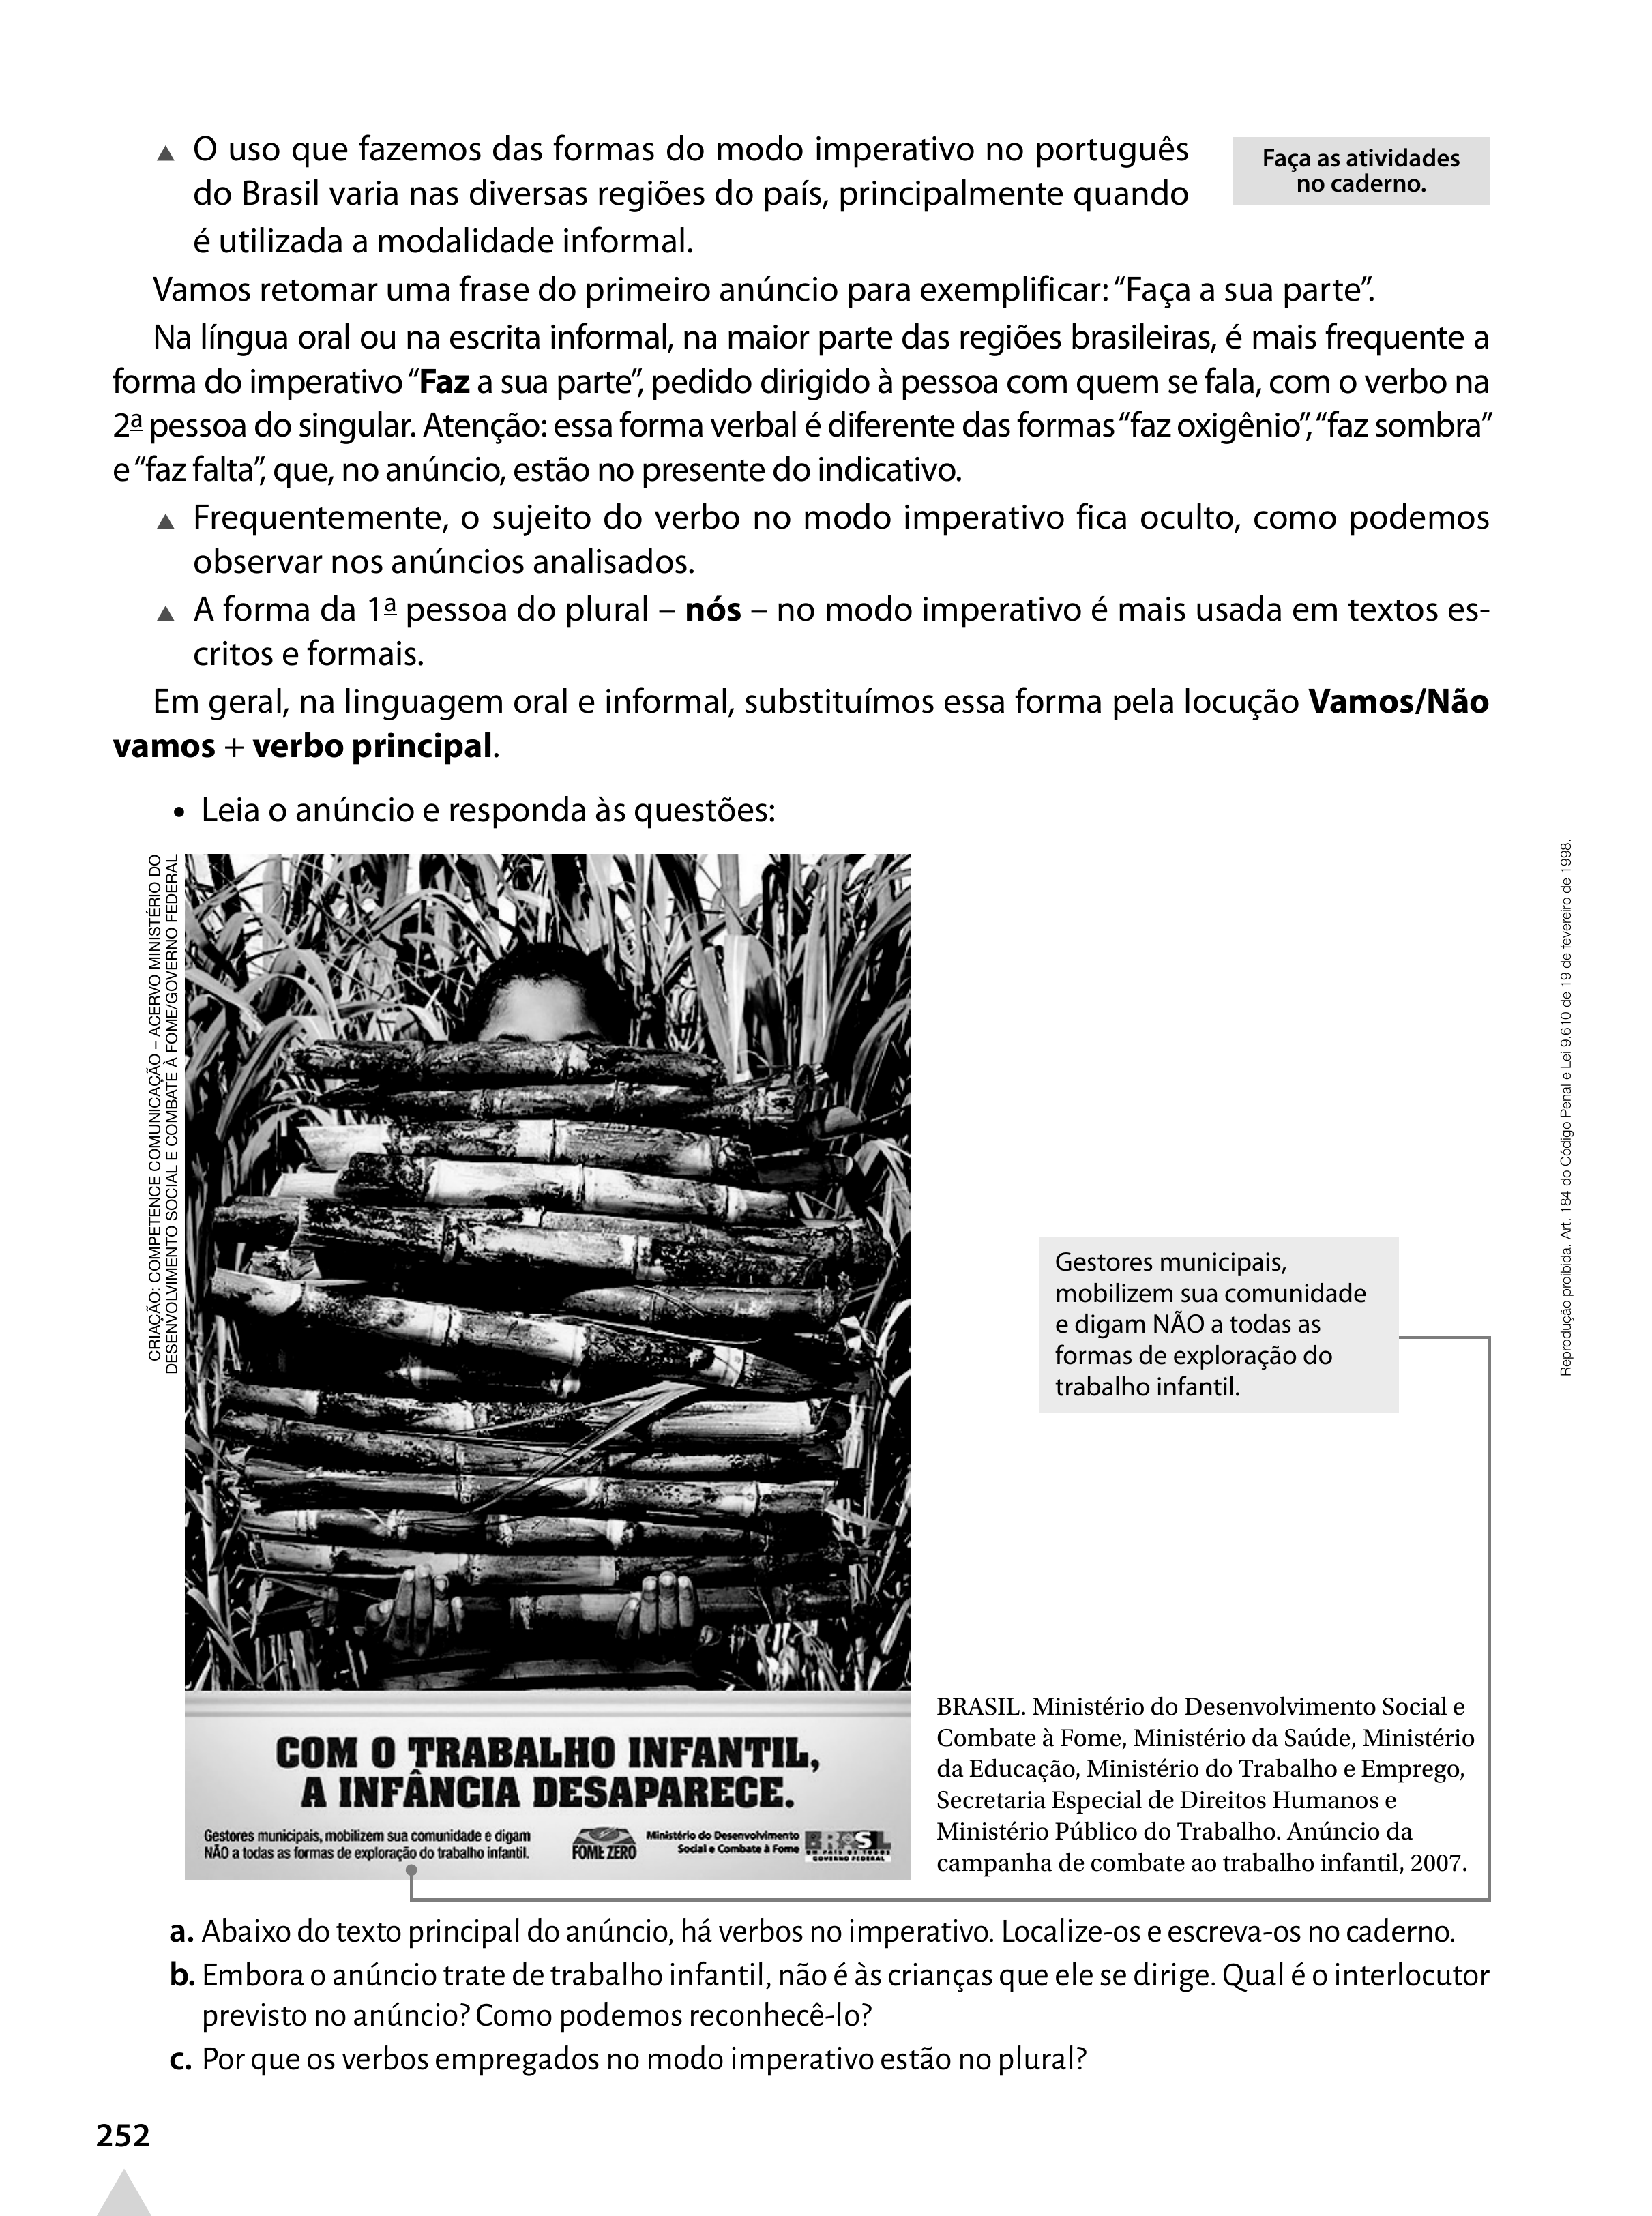 ▲ O uso que fazemos das formas do modo imperativo no português
do Brasil varia nas diversas regiões do país, principalmente quando
é utilizada a modalidade informal.
Faça as atividades
no caderno.
Vamos retomar uma frase do primeiro anúncio para exemplificar: “Faça a sua parte”.
Na língua oral ou na escrita informal, na maior parte das regiões brasileiras, é mais frequente a
forma do imperativo “Faz a sua parte”, pedido dirigido à pessoa com quem se fala, com o verbo na
2ª pessoa do singular. Atenção: essa forma verbal é diferente das formas “faz oxigênio”, “faz sombra”
e “faz falta”, que, no anúncio, estão no presente do indicativo.
▲ Frequentemente, o sujeito do verbo no modo imperativo fica oculto, como podemos
observar nos anúncios analisados.
▲ A forma da 1ª pessoa do plural – nós – no modo imperativo é mais usada em textos es-
critos e formais.
Em geral, na linguagem oral e informal, substituímos essa forma pela locução Vamos/Não
vamos + verbo principal.
• Leia o anúncio e responda às questões:
CRIAÇÃO: COMPETENCE COMUNICAÇÃO – ACERVO MINISTÉRIO DO
DESENVOLVIMENTO SOCIAL E COMBATE À FOME/GOVERNO FEDERAL
Gestores municipais,
mobilizem sua comunidade
e digam NÃO a todas as
formas de exploração do
trabalho infantil.
COM O TRABALHO INFANTIL,
A INFÂNCIA DESAPARECE.
Gestores municipais, mobilizem sua comunidade e digam
NÃO a todas as formas de exploração do trabalho infantil.
FOME ZERO
Ministério do Desenvolvimento
Social e Combate à Fome
BRASIL
UM PAÍS DE TODOS
GOVERNO FEDERAL
BRASIL. Ministério do Desenvolvimento Social e
Combate à Fome, Ministério da Saúde, Ministério
da Educação, Ministério do Trabalho e Emprego,
Secretaria Especial de Direitos Humanos e
Ministério Público do Trabalho. Anúncio da
campanha de combate ao trabalho infantil, 2007.
a. Abaixo do texto principal do anúncio, há verbos no imperativo. Localize-os e escreva-os no caderno.
b. Embora o anúncio trate de trabalho infantil, não é às crianças que ele se dirige. Qual é o interlocutor
previsto no anúncio? Como podemos reconhecê-lo?
c. Por que os verbos empregados no modo imperativo estão no plural?
252
Reprodução proibida. Art. 184 do Código Penal e Lei 9.610 de 19 de fevereiro de 1998.